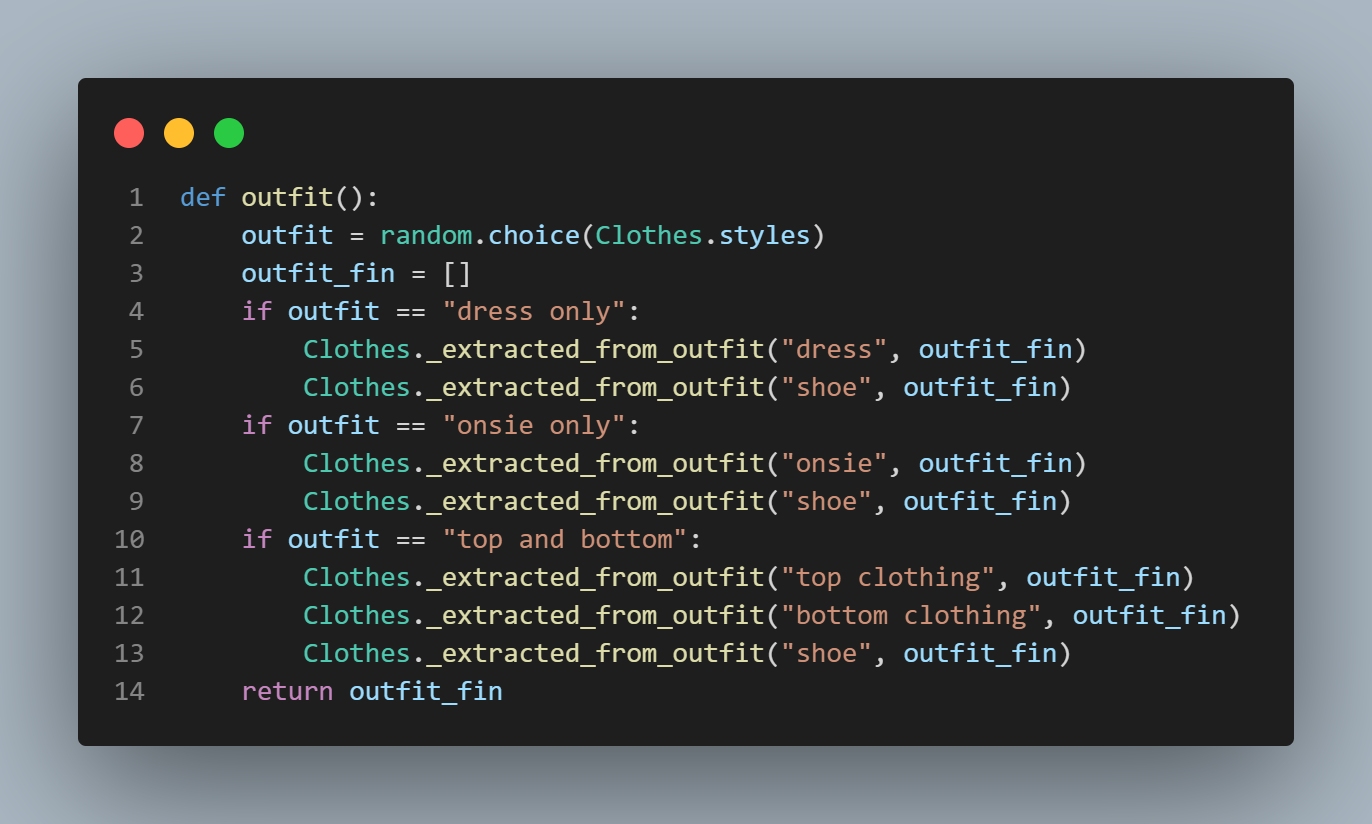 1 def outfit():
2     outfit = random.choice(Clothes.styles)
3     outfit_fin = []
4     if outfit == "dress only":
5         Clothes._extracted_from_outfit("dress", outfit_fin)
6         Clothes._extracted_from_outfit("shoe", outfit_fin)
7     if outfit == "onsie only":
8         Clothes._extracted_from_outfit("onsie", outfit_fin)
9         Clothes._extracted_from_outfit("shoe", outfit_fin)
10     if outfit == "top and bottom":
11         Clothes._extracted_from_outfit("top clothing", outfit_fin)
12         Clothes._extracted_from_outfit("bottom clothing", outfit_fin)
13         Clothes._extracted_from_outfit("shoe", outfit_fin)
14     return outfit_fin